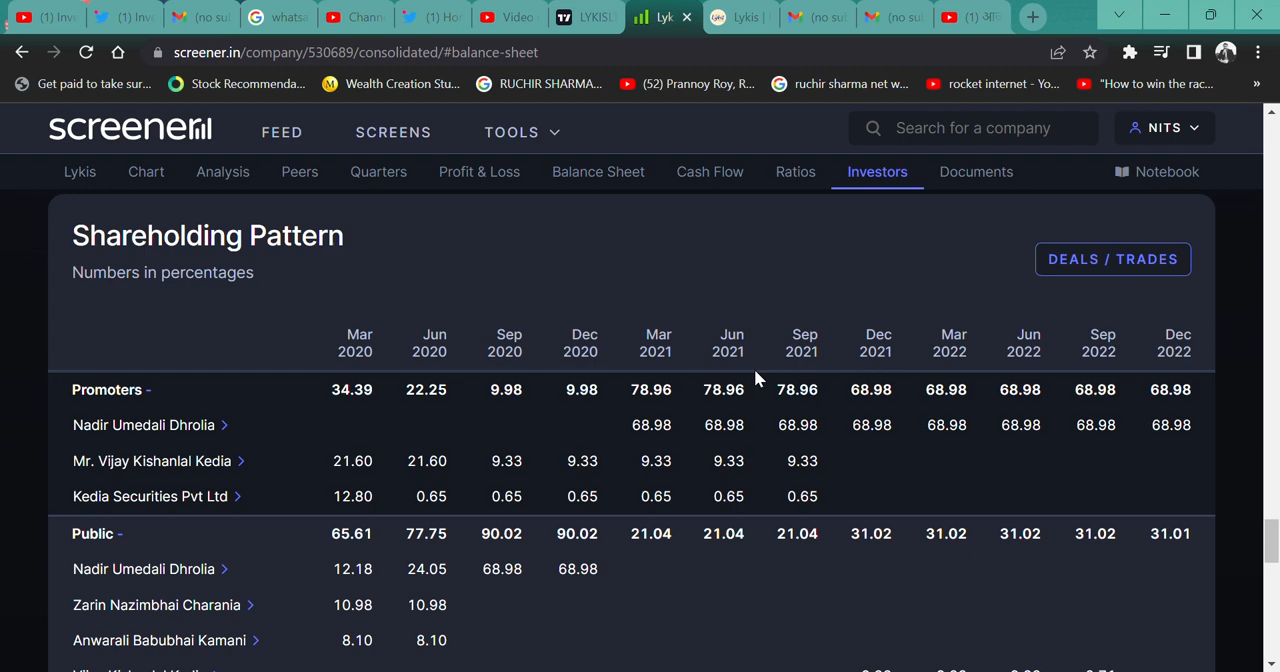 (1) Inve
(1) Inve
(no sub
whatsa
Chann
(1) Hor
Video
LYKISL
Lyk
Lykis |
(no sul
(no sul
(1) आप
screener.in/company/530689/consolidated/#balance-sheet
Get paid to take sur... Stock Recommenda... Wealth Creation Stu... RUCHIR SHARMA... (52) Prannoy Roy, R... ruchir sharma net w... rocket internet - Yo... "How to win the rac... »
screener FEED SCREENS TOOLS Search for a company NITS
Lykis Chart Analysis Peers Quarters Profit & Loss Balance Sheet Cash Flow Ratios Investors Documents Notebook
Shareholding Pattern
Numbers in percentages
DEALS / TRADES
Mar 2020 Jun 2020 Sep 2020 Dec 2020 Mar 2021 Jun 2021 Sep 2021 Dec 2021 Mar 2022 Jun 2022 Sep 2022 Dec 2022
Promoters - 34.39 22.25 9.98 9.98 78.96 78.96 78.96 68.98 68.98 68.98 68.98 68.98
Nadir Umedali Dhrolia > 68.98 68.98 68.98 68.98 68.98 68.98 68.98 68.98
Mr. Vijay Kishanlal Kedia > 21.60 21.60 9.33 9.33 9.33 9.33 9.33
Kedia Securities Pvt Ltd > 12.80 0.65 0.65 0.65 0.65 0.65 0.65
Public - 65.61 77.75 90.02 90.02 21.04 21.04 21.04 31.02 31.02 31.02 31.02 31.01
Nadir Umedali Dhrolia > 12.18 24.05 68.98 68.98
Zarin Nazimbhai Charania > 10.98 10.98
Anwarali Babubhai Kamani > 8.10 8.10